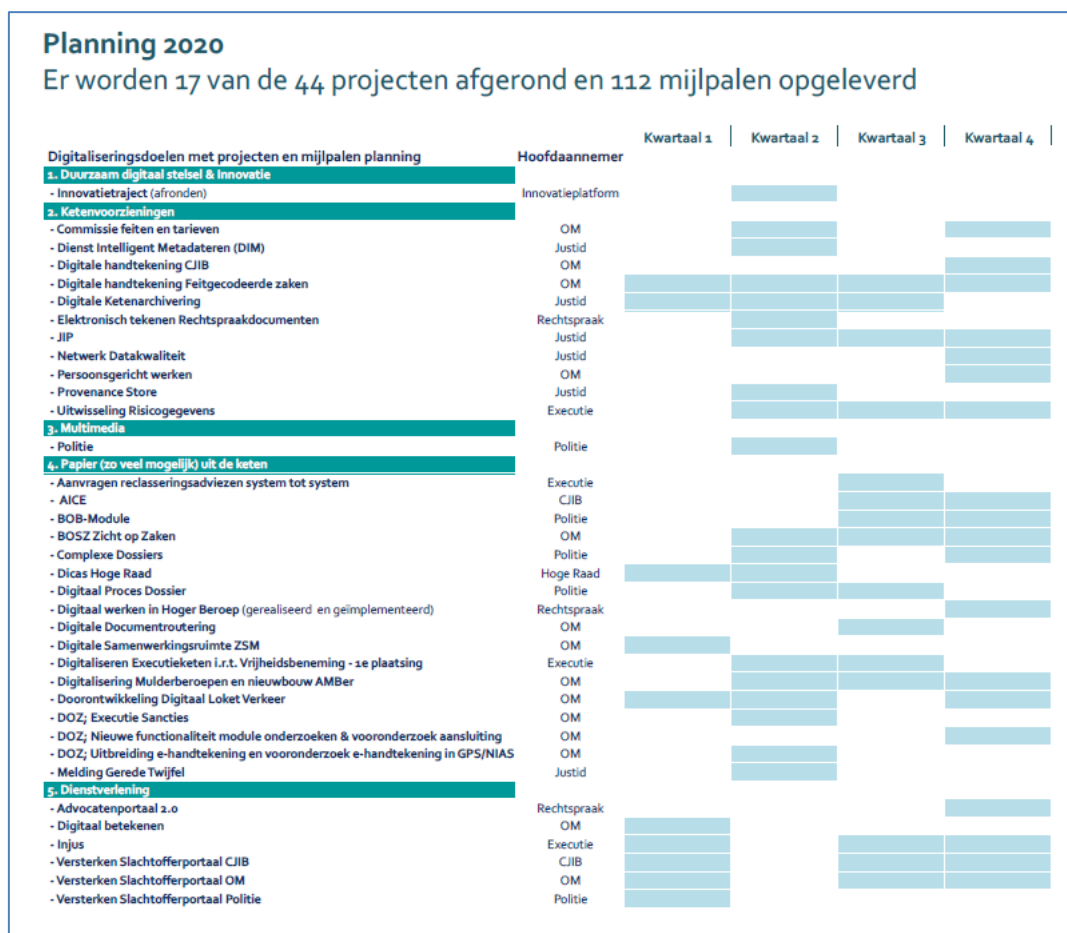 Planning 2020
Er worden 17 van de 44 projecten afgerond en 112 mijlpalen opgeleverd
Kwartaal 1 Kwartaal 2 Kwartaal 3 Kwartaal 4
Digitaliseringsdoelen met projecten en mijlpalen planning Hoofdaannemer
1. Duurzaam digitaal stelsel & Innovatie
- Innovatietraject (afronden) Innovatieplatform
2. Ketenvoorzieningen
- Commissie feiten en tarieven OM
- Dienst Intelligent Metadateren (DIM) Justid
- Digitale handtekening CJIB OM
- Digitale handtekening Feitgecodeerde zaken OM
- Digitale Ketenarchivering Justid
- Elektronisch tekenen Rechtspraakdocumenten Rechtspraak
- JIP Justid
- Netwerk Datakwaliteit Justid
- Persoonsgericht werken OM
- Provenance Store Justid
- Uitwisseling Risicogegevens Executie
3. Multimedia
- Politie Politie
4. Papier (zo veel mogelijk) uit de keten
- Aanvragen reclasseringsadviezen system tot system Executie
- AICE CJIB
- BOB-Module Politie
- BOSZ Zicht op Zaken OM
- Complexe Dossiers Politie
- Dicas Hoge Raad Hoge Raad
- Digitaal Proces Dossier Politie
- Digitaal werken in Hoger Beroep (gerealiseerd en geïmplementeerd) Rechtspraak
- Digitale Documentroutering OM
- Digitale Samenwerkingsruimte ZSM OM
- Digitaliseren Executieketen i.r.t. Vrijheidsbeneming - 1e plaatsing Executie
- Digitalisering Mulderberoepen en nieuwbouw AMBer OM
- Doorontwikkeling Digitaal Loket Verkeer OM
- DOZ; Executie Sancties OM
- DOZ; Nieuwe functionaliteit module onderzoeken & vooronderzoek aansluiting OM
- DOZ; Uitbreiding e-handtekening en vooronderzoek e-handtekening in GPS/NIAS OM
- Melding Gerede Twijfel Justid
5. Dienstverlening
- Advocatenportaal 2.0 Rechtspraak
- Digitaal betekenen OM
- Injus Executie
- Versterken Slachtofferportaal CJIB CJIB
- Versterken Slachtofferportaal OM OM
- Versterken Slachtofferportaal Politie Politie